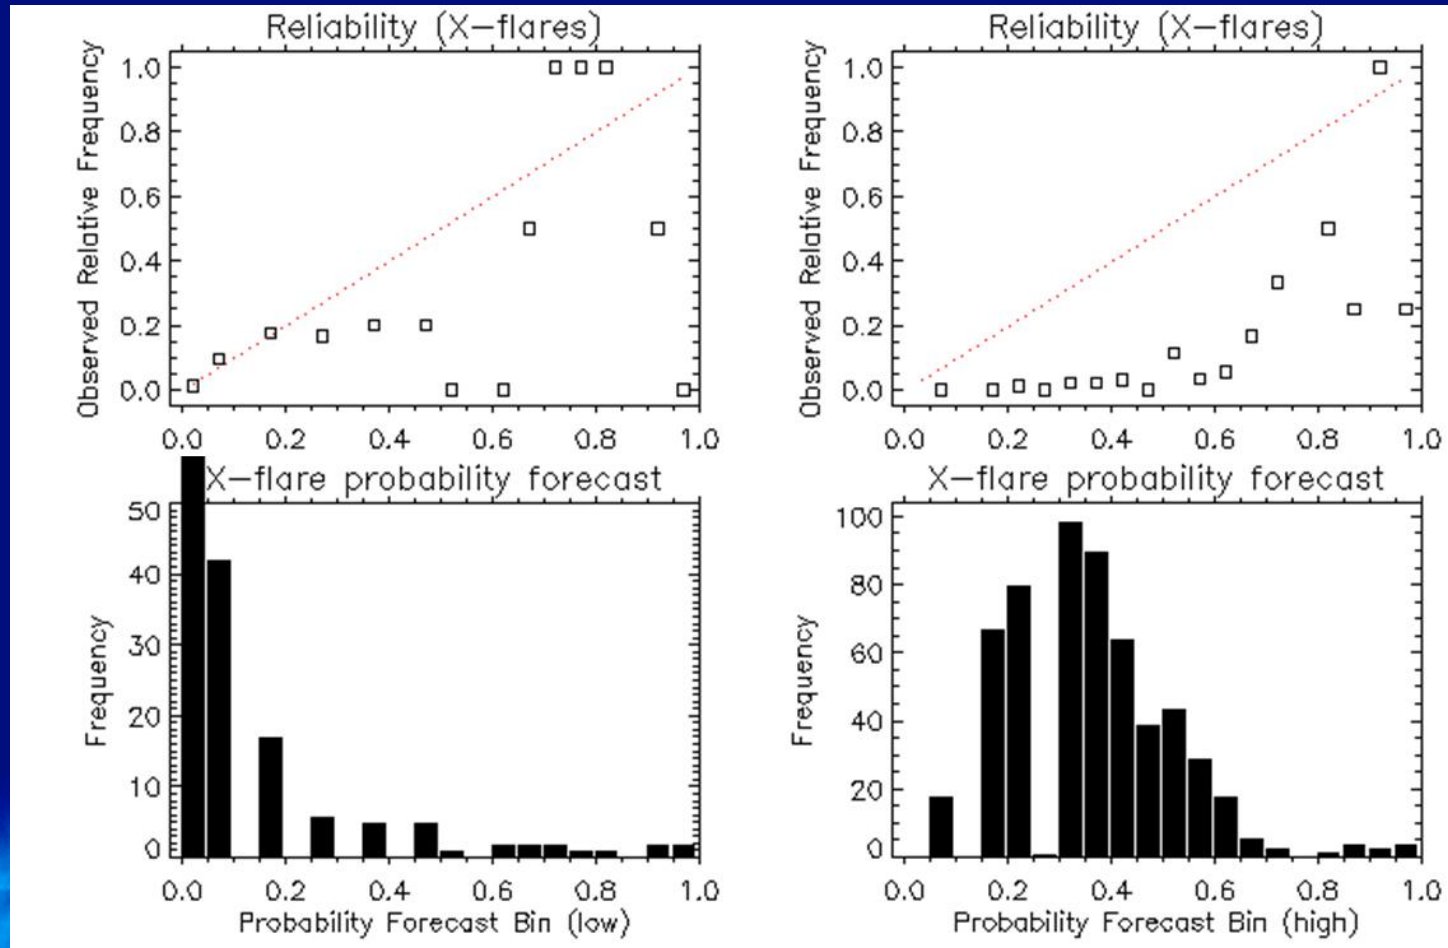 Reliability (X-flares)
Observed Relative Frequency
1.0
0.8
0.6
0.4
0.2
0.0
0.0 0.2 0.4 0.6 0.8 1.0
Reliability (X-flares)
Observed Relative Frequency
1.0
0.8
0.6
0.4
0.2
0.0
0.0 0.2 0.4 0.6 0.8 1.0
X-flare probability forecast
Frequency
50
40
30
20
10
0
0.0 0.2 0.4 0.6 0.8 1.0
Probability Forecast Bin (low)
X-flare probability forecast
Frequency
100
80
60
40
20
0
0.0 0.2 0.4 0.6 0.8 1.0
Probability Forecast Bin (high)